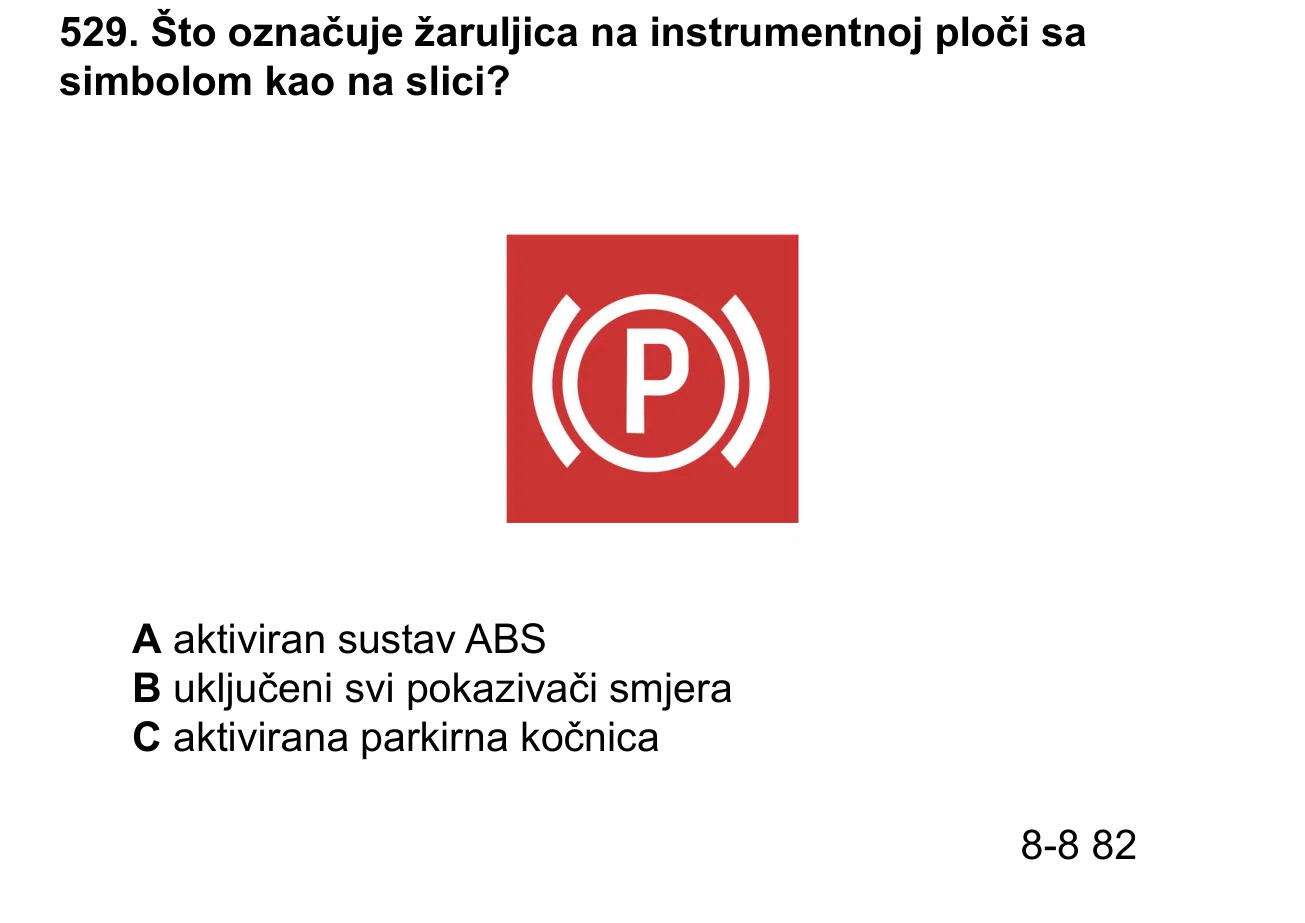 529. Što označuje žaruljica na instrumentnoj ploči sa
simbolom kao na slici?
P
A aktiviran sustav ABS
B uključeni svi pokazivači smjera
C aktivirana parkirna kočnica
8-8 82